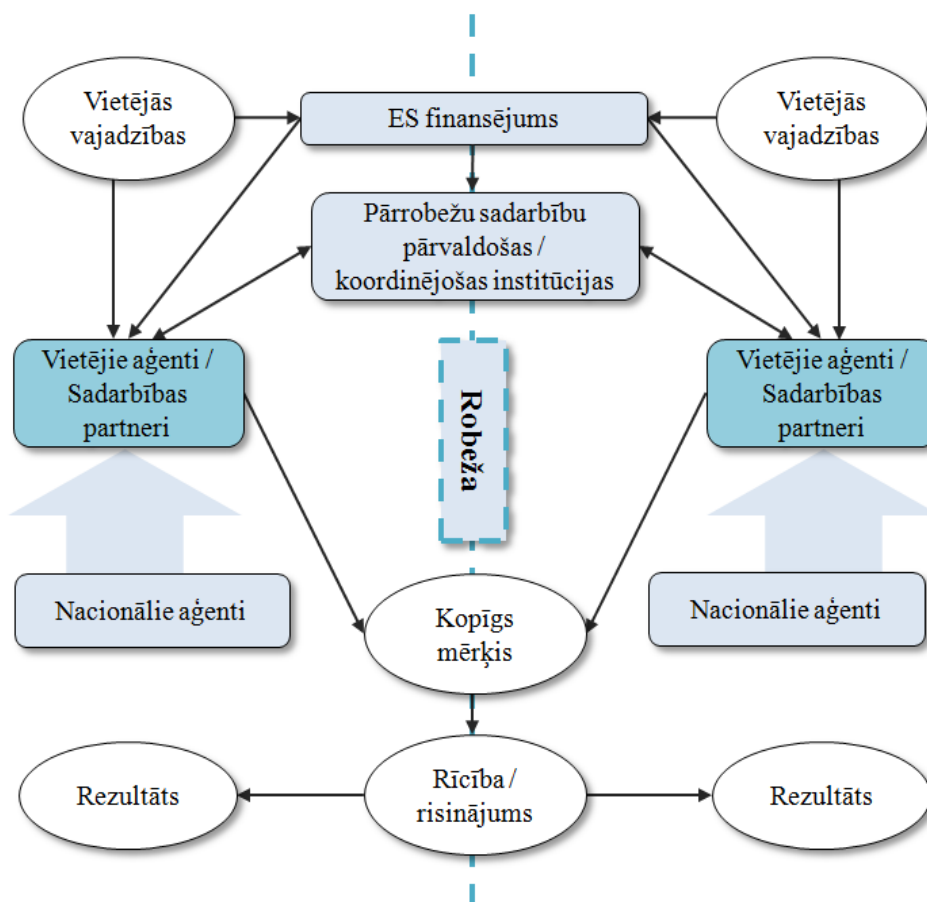 Vietējās
vajadzības
ES finansējums
Vietējās
vajadzības
Pārrobežu sadarbību
pārvaldošas /
koordinējošas institūcijas
Vietējie aģenti /
Sadarbības
partneri
Robeža
Vietējie aģenti /
Sadarbības
partneri
Nacionālie aģenti
Kopīgs
mērķis
Nacionālie aģenti
Rezultāts
Rīcība /
risinājums
Rezultāts